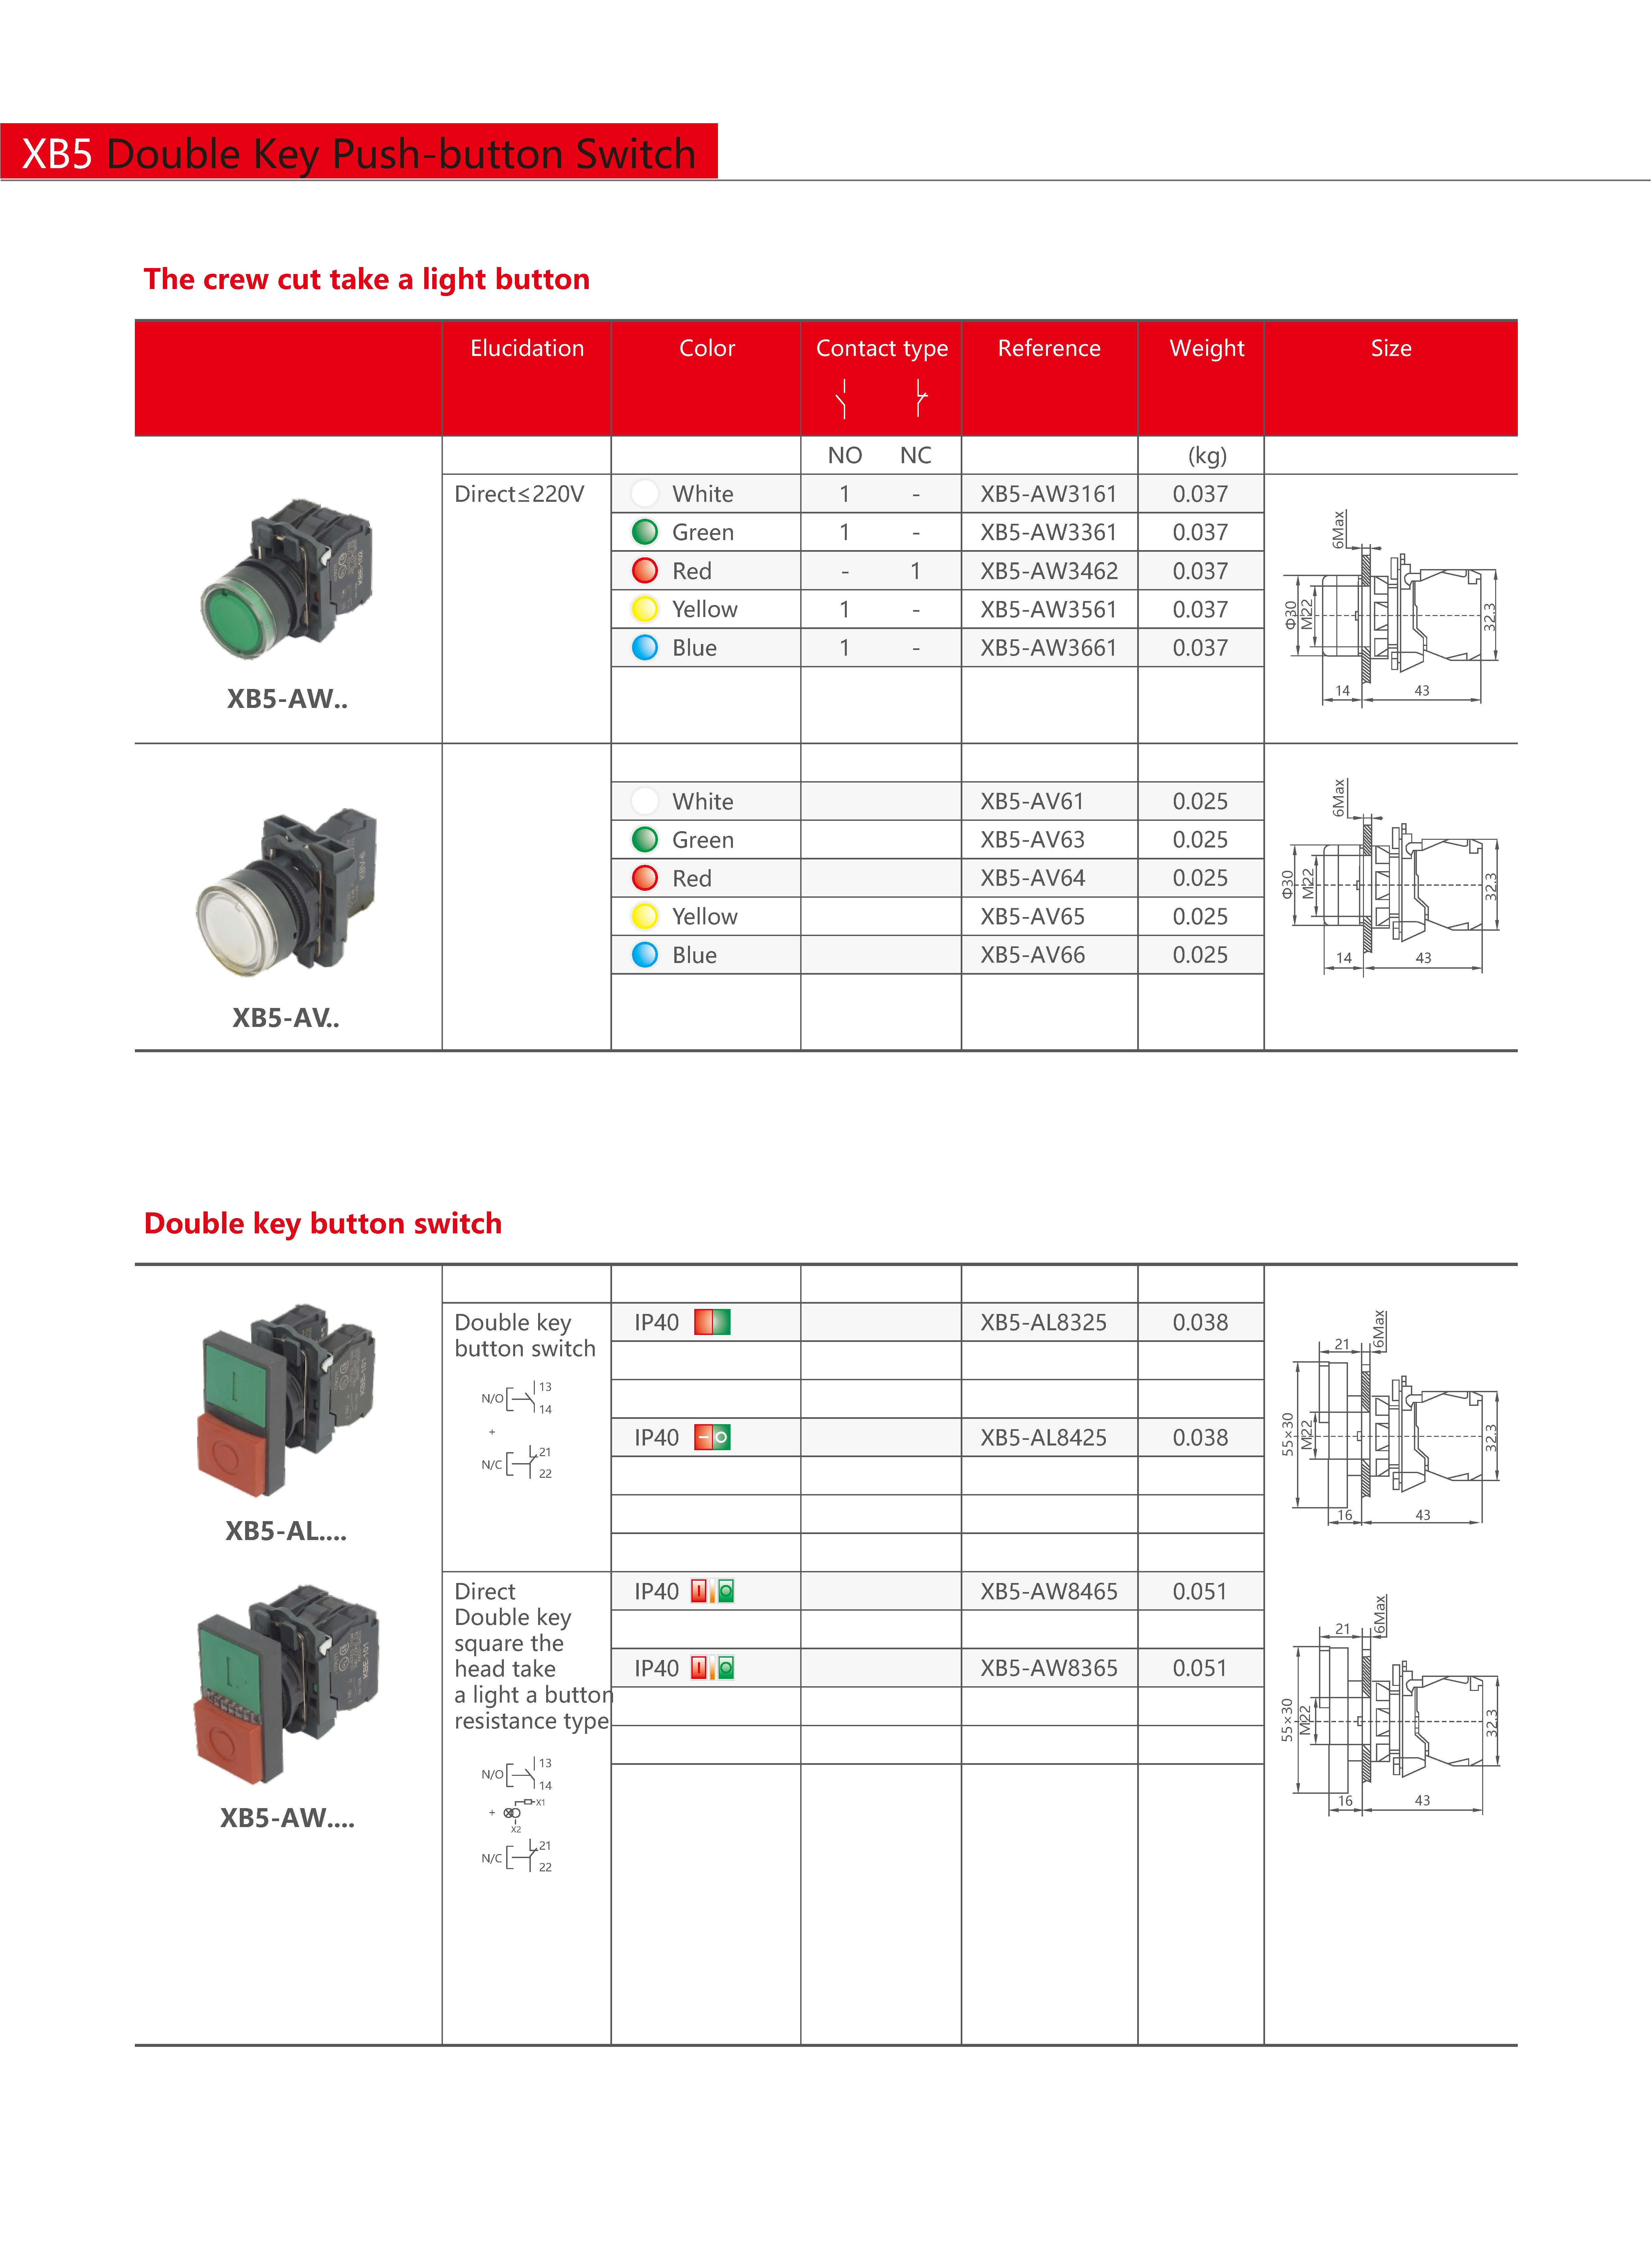 XB5 Double Key Push-button Switch
The crew cut take a light button
Elucidation Color Contact type Reference Weight Size
NO NC (kg)
Direct≤220V White 1 - XB5-AW3161 0.037
Green 1 - XB5-AW3361 0.037
Red - 1 XB5-AW3462 0.037
Yellow 1 - XB5-AW3561 0.037
Blue 1 - XB5-AW3661 0.037
XB5-AW..
6Max
Φ30
M22
32.3
14 43
White XB5-AV61 0.025
Green XB5-AV63 0.025
Red XB5-AV64 0.025
Yellow XB5-AV65 0.025
Blue XB5-AV66 0.025
XB5-AV..
6Max
Φ30
M22
32.3
14 43
Double key button switch
Double key IP40 XB5-AL8325 0.038
button switch
N/O 13
14
+
IP40 XB5-AL8425 0.038
N/C 21
22
XB5-AL....
21 6Max
55×30
M22
32.3
16 43
Direct IP40 XB5-AW8465 0.051
Double key
square the
head take IP40 XB5-AW8365 0.051
a light a button
resistance type
N/O 13
14
+ X1
X2
N/C 21
22
XB5-AW....
21 6Max
55×30
M22
32.3
16 43